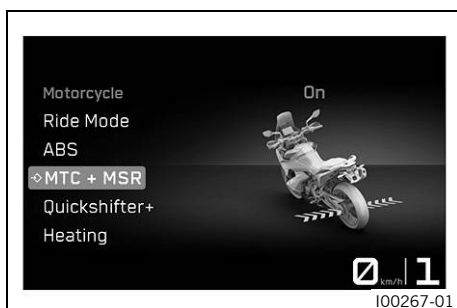 Motorcycle On
Ride Mode
ABS
MTC + MSR
Quickshifter+
Heating
0 km/h 1
I00267-01